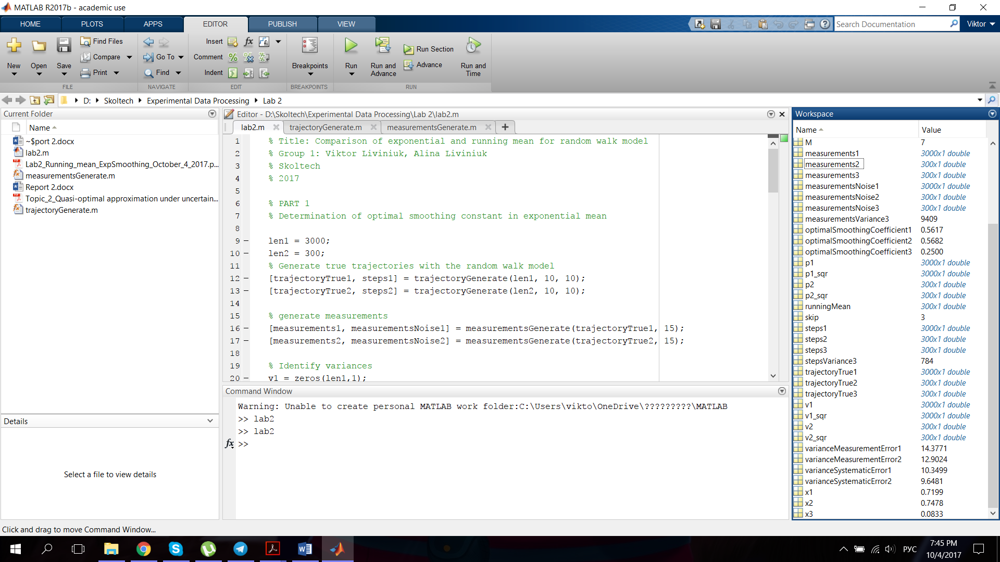 MATLAB R2017b - academic use
HOME PLOTS APPS EDITOR PUBLISH VIEW
Search Documentation
Viktor
New
Open
Save
Find Files
Compare
Print
FILE
Go To
Find
NAVIGATE
Insert
Comment
Indent
EDIT
Breakpoints
BREAKPOINTS
Run
Run and Advance
Run Section
Advance
Run and Time
RUN
D: Skoltech Experimental Data Processing Lab 2
Current Folder
Name
~$port 2.docx
lab2.m
Lab2_Running_mean_ExpSmoothing_October_4_2017.p...
measurementsGenerate.m
Report 2.docx
Topic_2_Quasi-optimal approximation under uncertain...
trajectoryGenerate.m
Details
Select a file to view details
Editor - D:\Skoltech\Experimental Data Processing\Lab 2\lab2.m
lab2.m trajectoryGenerate.m measurementsGenerate.m
1 % Title: Comparison of exponential and running mean for random walk model
2 % Group 1: Viktor Liviniuk, Alina Liviniuk
3 % Skoltech
4 % 2017
5
6 % PART 1
7 % Determination of optimal smoothing constant in exponential mean
8
9 – len1 = 3000;
10 – len2 = 300;
11 % Generate true trajectories with the random walk model
12 – [trajectoryTrue1, steps1] = trajectoryGenerate(len1, 10, 10);
13 – [trajectoryTrue2, steps2] = trajectoryGenerate(len2, 10, 10);
14
15 % generate measurements
16 – [measurements1, measurementsNoise1] = measurementsGenerate(trajectoryTrue1, 15);
17 – [measurements2, measurementsNoise2] = measurementsGenerate(trajectoryTrue2, 15);
18
19 % Identify variances
20 – v1 = zeros(len1,1);
Command Window
Warning: Unable to create personal MATLAB work folder:C:\Users\vikto\OneDrive\?????????\MATLAB
>> lab2
>> lab2
fx >>
Workspace
Name Value
M 7
measurements1 3000x1 double
measurements2 300x1 double
measurements3 300x1 double
measurementsNoise1 3000x1 double
measurementsNoise2 300x1 double
measurementsNoise3 300x1 double
measurementsVariance3 9409
optimalSmoothingCoefficient1 0.5617
optimalSmoothingCoefficient2 0.5682
optimalSmoothingCoefficient3 0.2500
p1 3000x1 double
p1_sqr 3000x1 double
p2 300x1 double
p2_sqr 300x1 double
runningMean 300x1 double
skip 3
steps1 3000x1 double
steps2 300x1 double
steps3 300x1 double
stepsVariance3 784
trajectoryTrue1 3000x1 double
trajectoryTrue2 300x1 double
trajectoryTrue3 300x1 double
v1 3000x1 double
v1_sqr 3000x1 double
v2 300x1 double
v2_sqr 300x1 double
varianceMeasurementError1 14.3771
varianceMeasurementError2 12.9024
varianceSystematicError1 10.3499
varianceSystematicError2 9.6481
x1 0.7199
x2 0.7478
x3 0.0833
Click and drag to move Command Window...
РУС
7:45 PM
10/4/2017